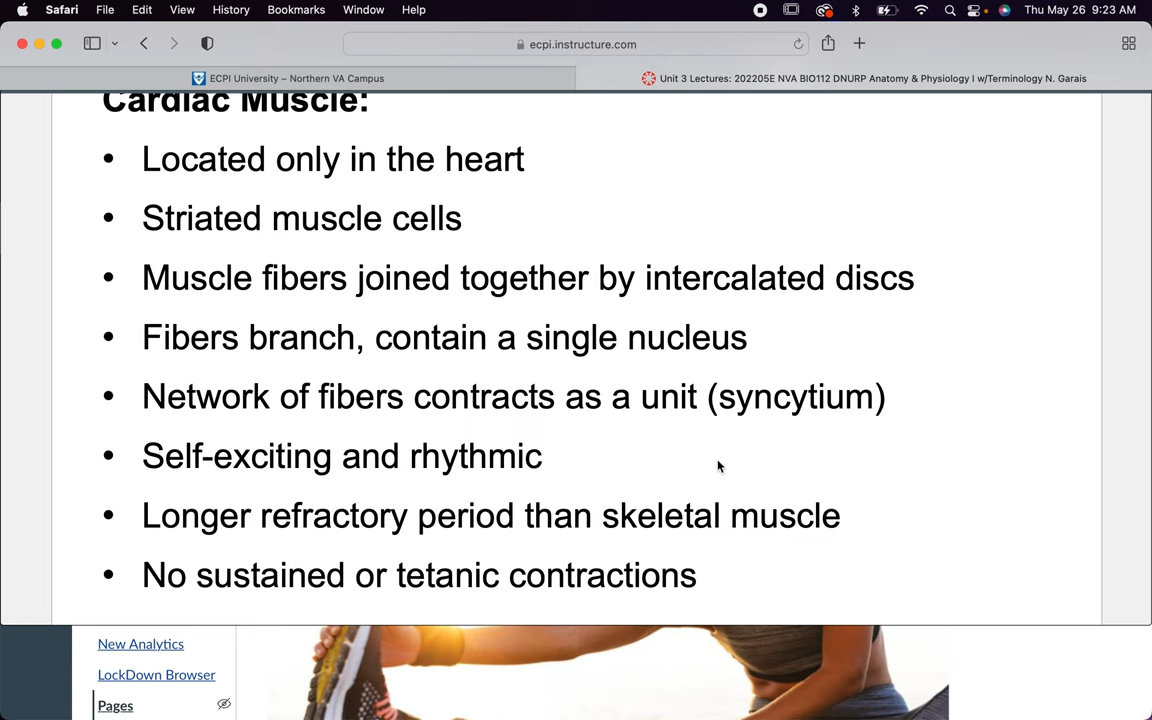 Safari File Edit View History Bookmarks Window Help Thu May 26 9:23 AM
ecpi.instructure.com
ECPI University – Northern VA Campus
Unit 3 Lectures: 202205E NVA BIO112 DNURP Anatomy & Physiology I w/Terminology N. Garais
Cardiac Muscle:
• Located only in the heart
• Striated muscle cells
• Muscle fibers joined together by intercalated discs
• Fibers branch, contain a single nucleus
• Network of fibers contracts as a unit (syncytium)
• Self-exciting and rhythmic
• Longer refractory period than skeletal muscle
• No sustained or tetanic contractions
New Analytics
LockDown Browser
Pages